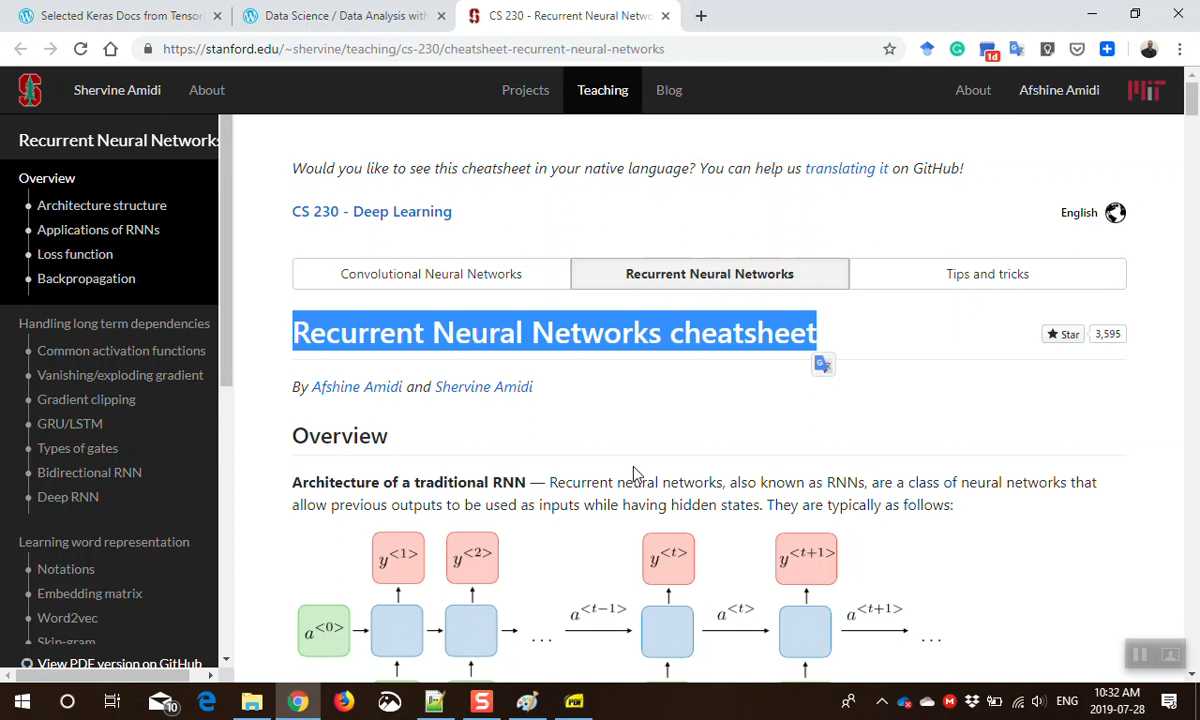 Selected Keras Docs from Tensor
Data Science / Data Analysis with
CS 230 - Recurrent Neural Netwo
https://stanford.edu/~shervine/teaching/cs-230/cheatsheet-recurrent-neural-networks
1d
Shervine Amidi About Projects Teaching Blog About Afshine Amidi
Recurrent Neural Networks
Overview
Architecture structure
Applications of RNNs
Loss function
Backpropagation
Handling long term dependencies
Common activation functions
Vanishing/exploding gradient
Gradient clipping
GRU/LSTM
Types of gates
Bidirectional RNN
Deep RNN
Learning word representation
Notations
Embedding matrix
Word2vec
Skip-gram
View PDF version on GitHub
Would you like to see this cheatsheet in your native language? You can help us translating it on GitHub!
CS 230 - Deep Learning
English
Convolutional Neural Networks Recurrent Neural Networks Tips and tricks
Recurrent Neural Networks cheatsheet
Star 3,595
By Afshine Amidi and Shervine Amidi
Overview
Architecture of a traditional RNN — Recurrent neural networks, also known as RNNs, are a class of neural networks that
allow previous outputs to be used as inputs while having hidden states. They are typically as follows:
y<1> y<2> y<t> y<t+1>
a<0> ... a<t−1> a<t> a<t+1> ...
10
PDF
ENG
10:32 AM
2019-07-28